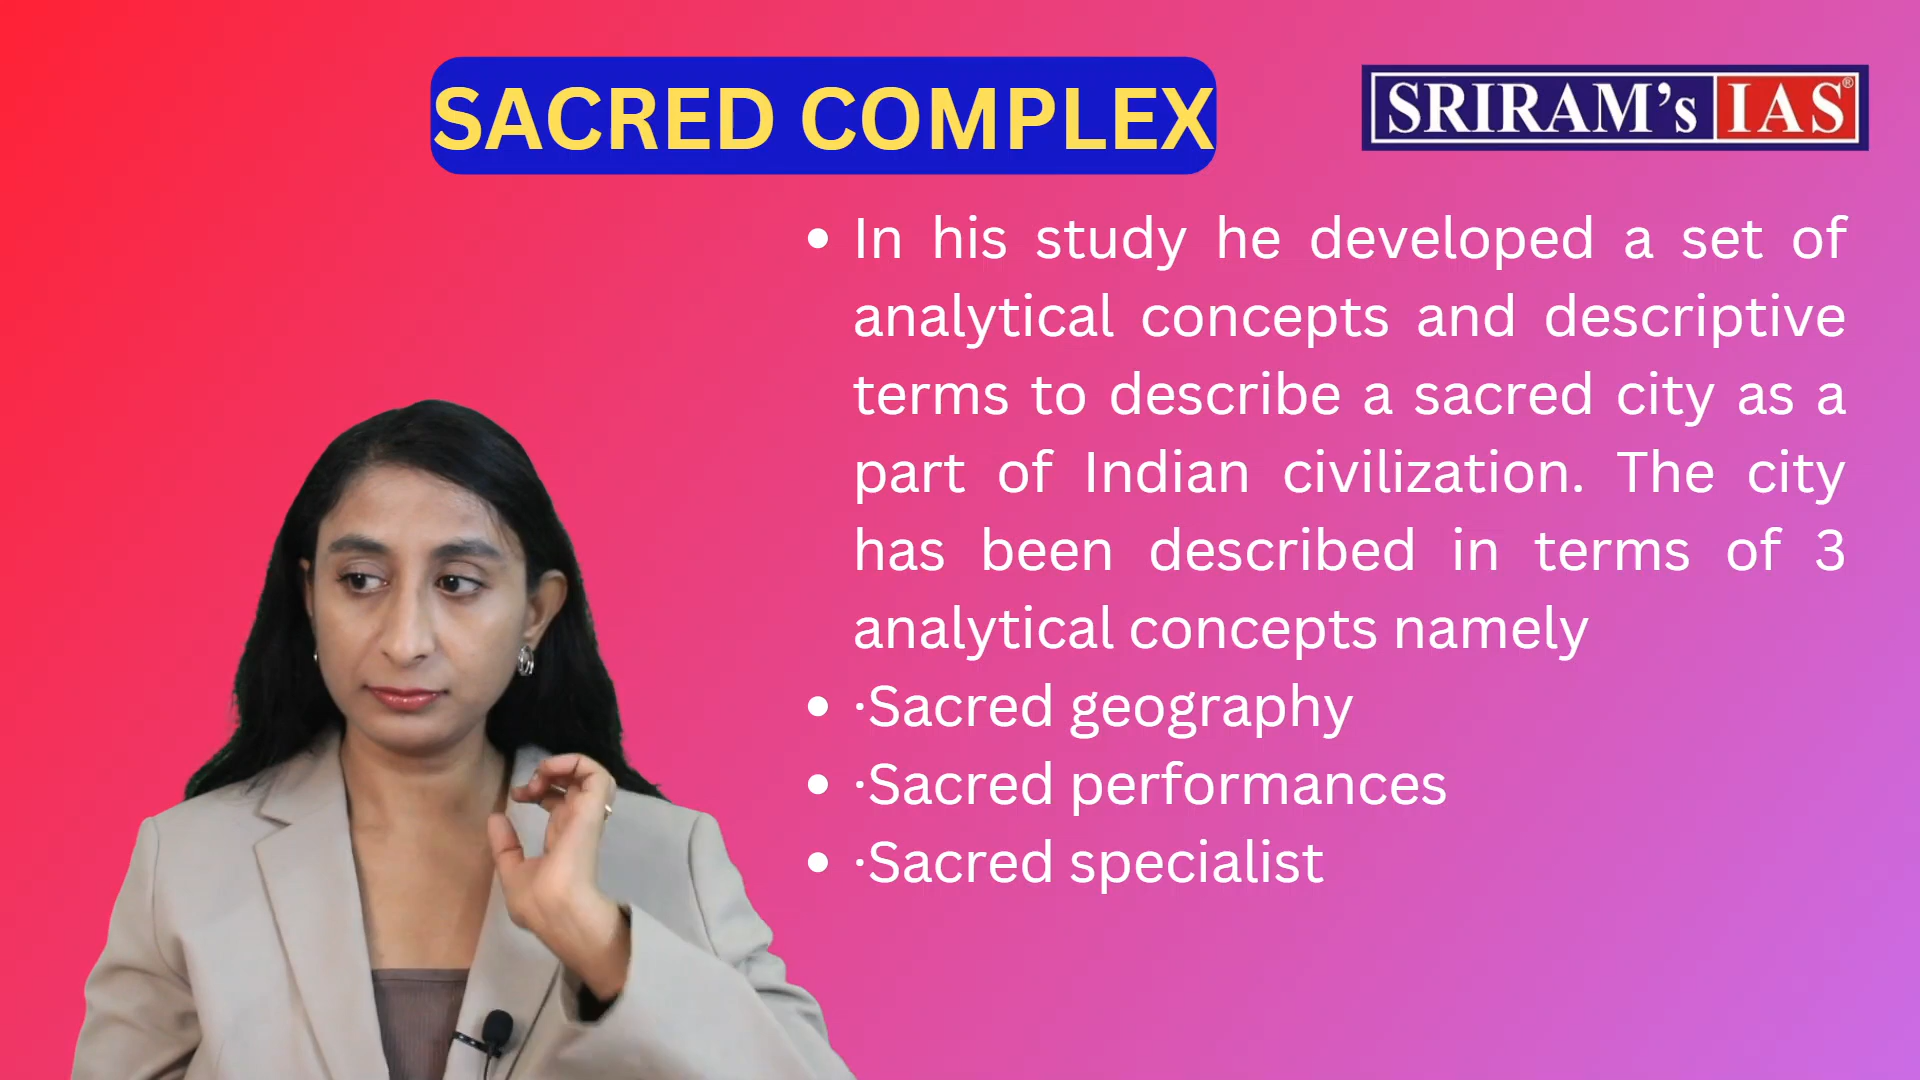 SACRED COMPLEX
SRIRAM's IAS®
• In his study he developed a set of
analytical concepts and descriptive
terms to describe a sacred city as a
part of Indian civilization. The city
has been described in terms of 3
analytical concepts namely
• ·Sacred geography
• ·Sacred performances
• ·Sacred specialist